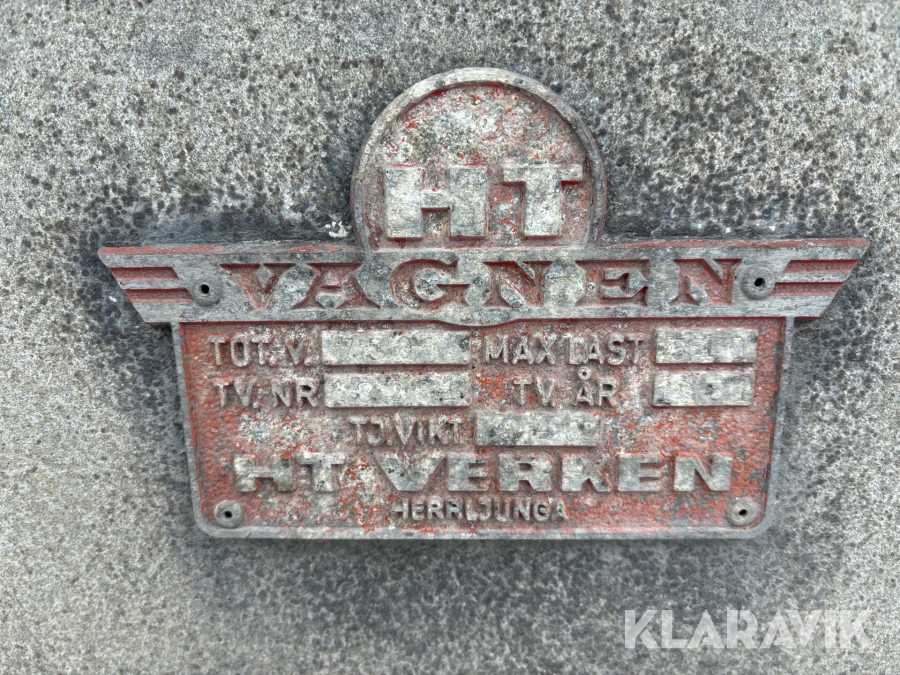 HT
VAGNEN
TOT.V. MAX LAST
TV. NR TV. ÅR
TJ.VIKT
HT VERKEN
HERRLJUNGA
KLARAVIK